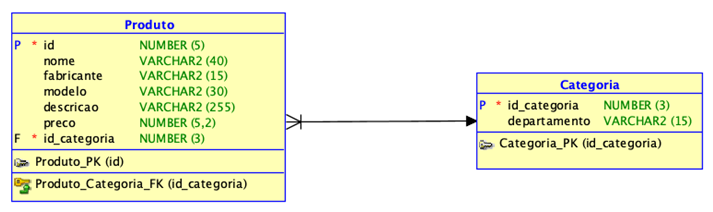 Produto
P * id NUMBER (5)
nome VARCHAR2 (40)
fabricante VARCHAR2 (15)
modelo VARCHAR2 (30)
descricao VARCHAR2 (255)
preco NUMBER (5,2)
F * id_categoria NUMBER (3)
Produto_PK (id)
Produto_Categoria_FK (id_categoria)
Categoria
P * id_categoria NUMBER (3)
departamento VARCHAR2 (15)
Categoria_PK (id_categoria)